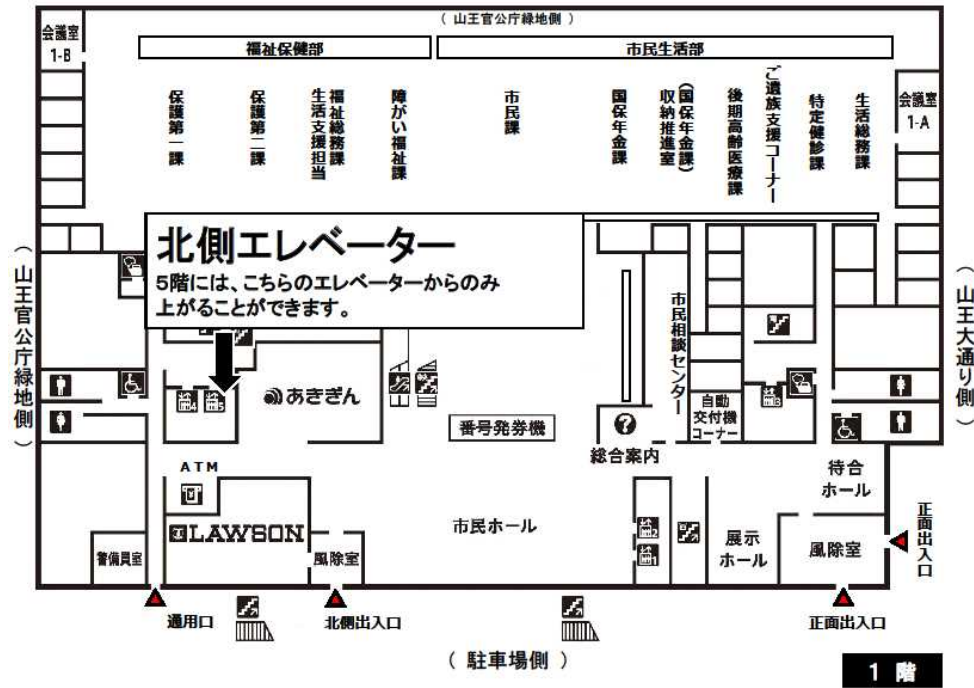 （ 山王官公庁緑地側 ）
会議室
1-B
福祉保健部
市民生活部
保護第一課
保護第二課
福祉総務課
生活支援担当
障がい福祉課
市民課
国保年金課
(国保年金課)
収納推進室
後期高齢医療課
ご遺族支援コーナー
特定健診課
生活総務課
会議室
1-A
北側エレベーター
5階には、こちらのエレベーターからのみ
上がることができます。
（山王官公庁緑地側）
（山王大通り側）
市民相談センター
あきぎん
4
5
3
番号発券機
?
総合案内
自動
交付機
コーナー
ATM
LAWSON
待合
ホール
市民ホール
2
1
展示
ホール
風除室
警備員室
風除室
正面出入口
通用口
北側出入口
正面出入口
（ 駐車場側 ）
1 階